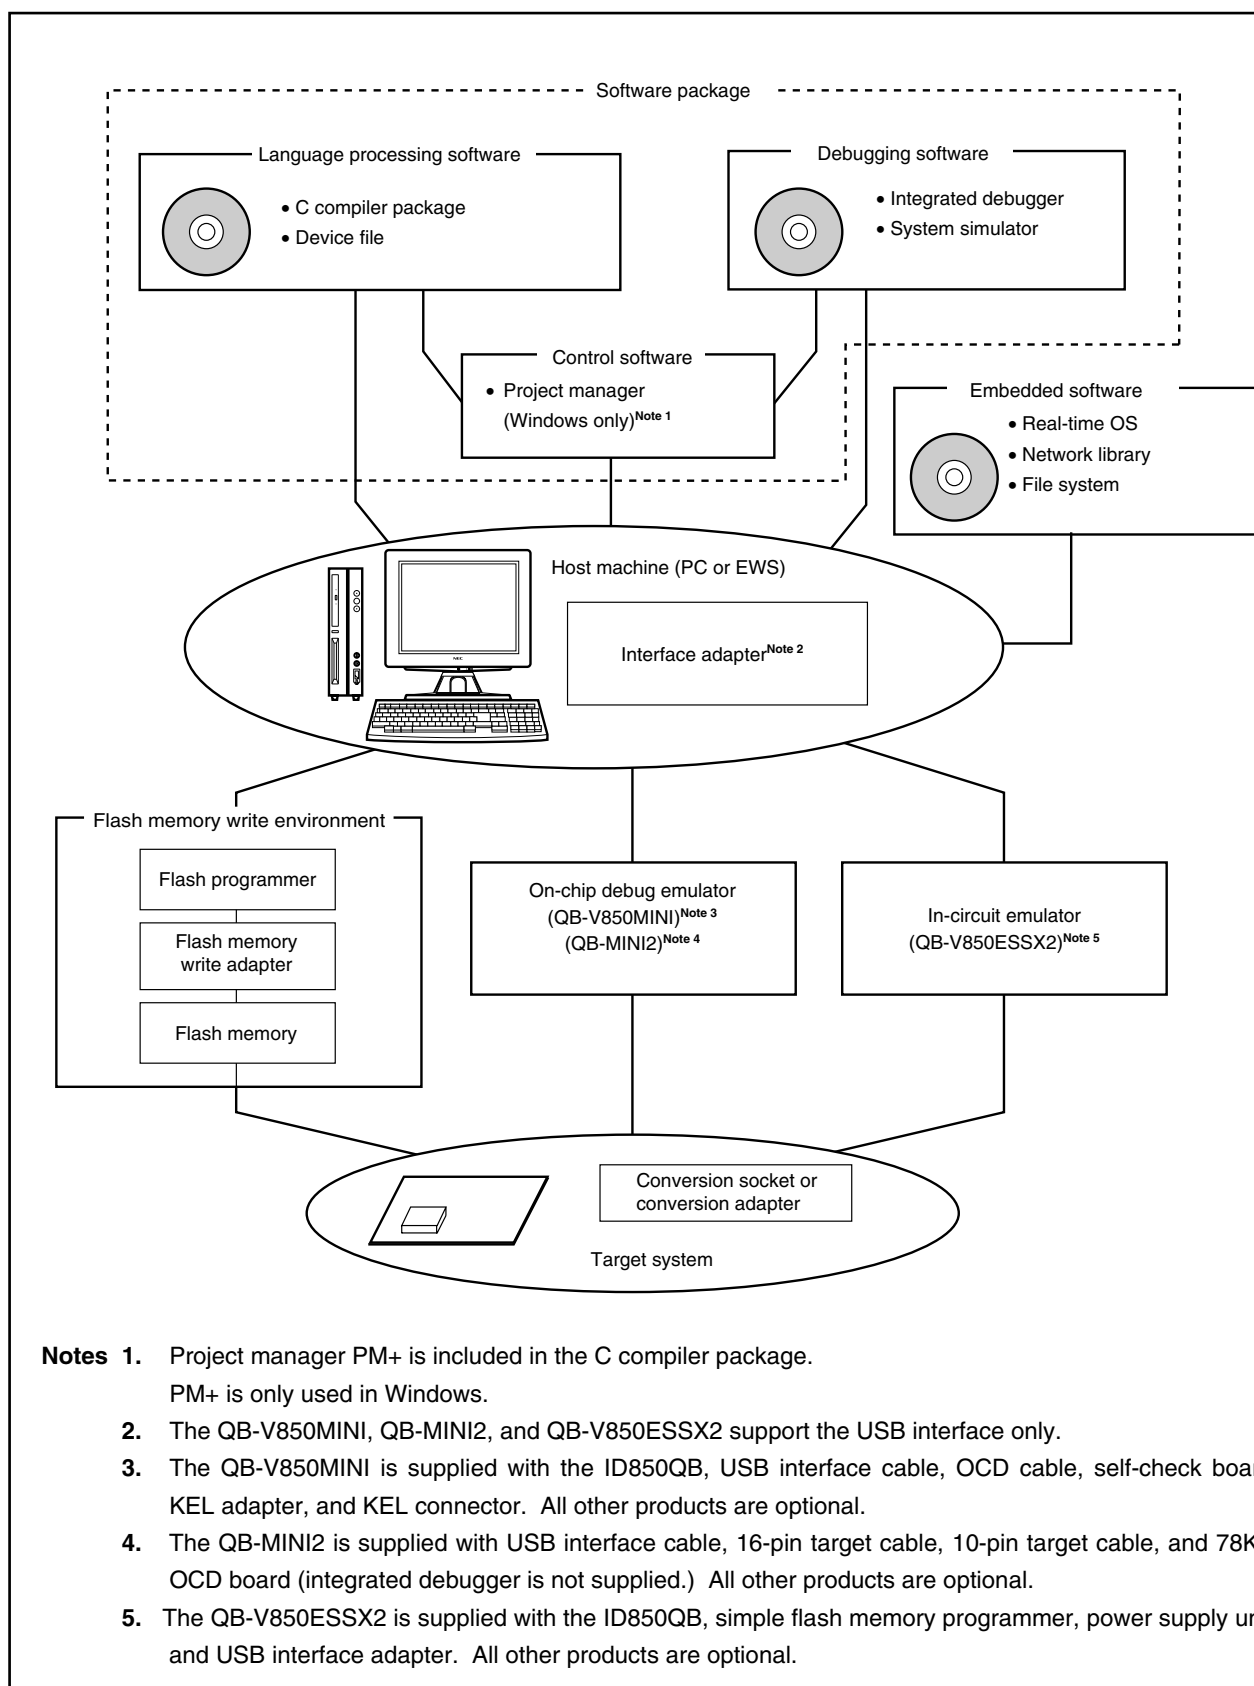 Software package
Language processing software
• C compiler package
• Device file
Debugging software
• Integrated debugger
• System simulator
Control software
• Project manager
(Windows only)Note 1
Embedded software
• Real-time OS
• Network library
• File system
Host machine (PC or EWS)
Interface adapterNote 2
NEC
Flash memory write environment
Flash programmer
Flash memory
write adapter
Flash memory
On-chip debug emulator
(QB-V850MINI)Note 3
(QB-MINI2)Note 4
In-circuit emulator
(QB-V850ESSX2)Note 5
Conversion socket or
conversion adapter
Target system
Notes 1. Project manager PM+ is included in the C compiler package.
PM+ is only used in Windows.
2. The QB-V850MINI, QB-MINI2, and QB-V850ESSX2 support the USB interface only.
3. The QB-V850MINI is supplied with the ID850QB, USB interface cable, OCD cable, self-check
KEL adapter, and KEL connector. All other products are optional.
4. The QB-MINI2 is supplied with USB interface cable, 16-pin target cable, 10-pin target cable, and
OCD board (integrated debugger is not supplied.) All other products are optional.
5. The QB-V850ESSX2 is supplied with the ID850QB, simple flash memory programmer, power supply
and USB interface adapter. All other products are optional.